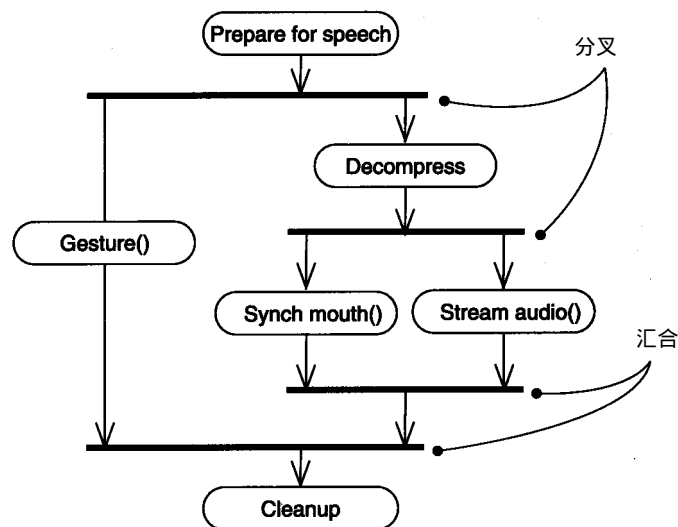 Prepare for speech
分叉
Decompress
Gesture()
Synch mouth()
Stream audio()
汇合
Cleanup